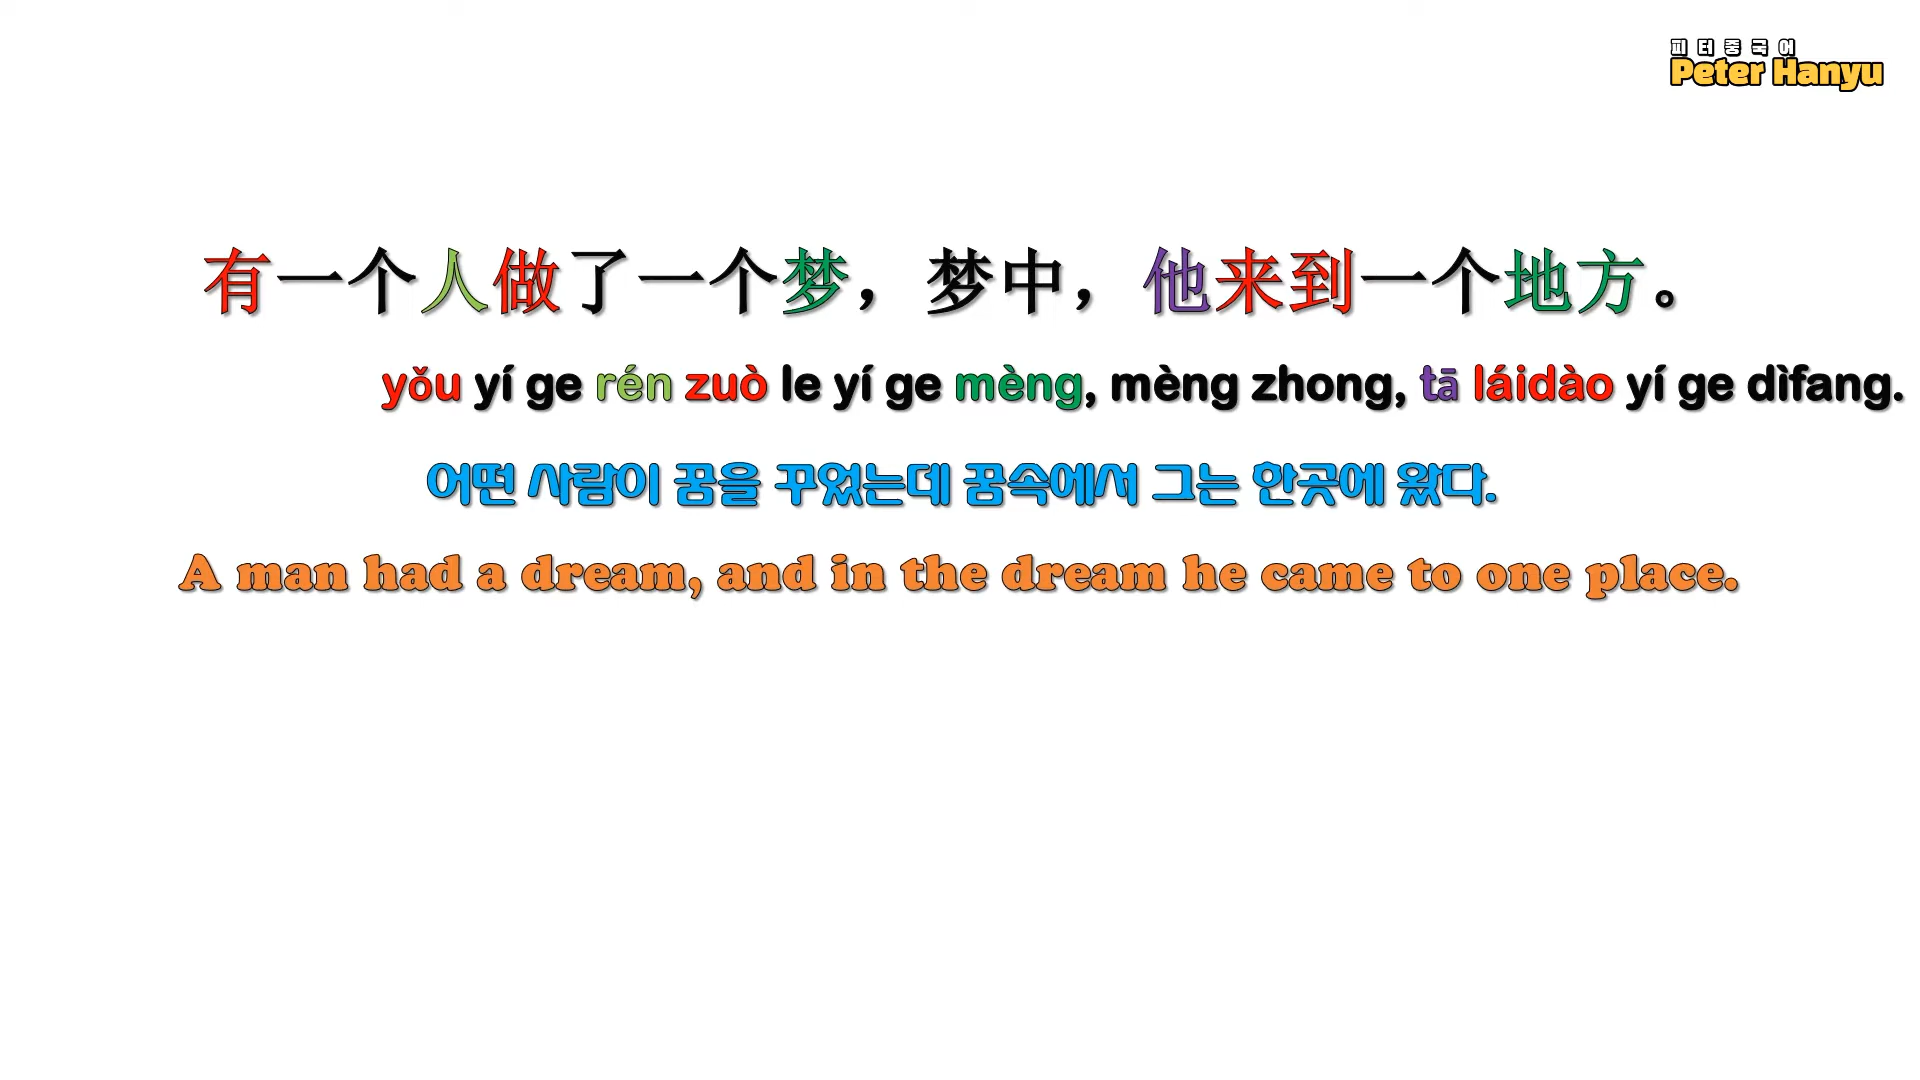 피터중국어
Peter Hanyu
有一个人做了一个梦，梦中，他来到一个地方。
yǒu yí ge rén zuò le yí ge mèng, mèng zhong, tā láidào yí ge dìfang.
어떤 사람이 꿈을 꾸었는데 꿈속에서 그는 한곳에 왔다.
A man had a dream, and in the dream he came to one place.